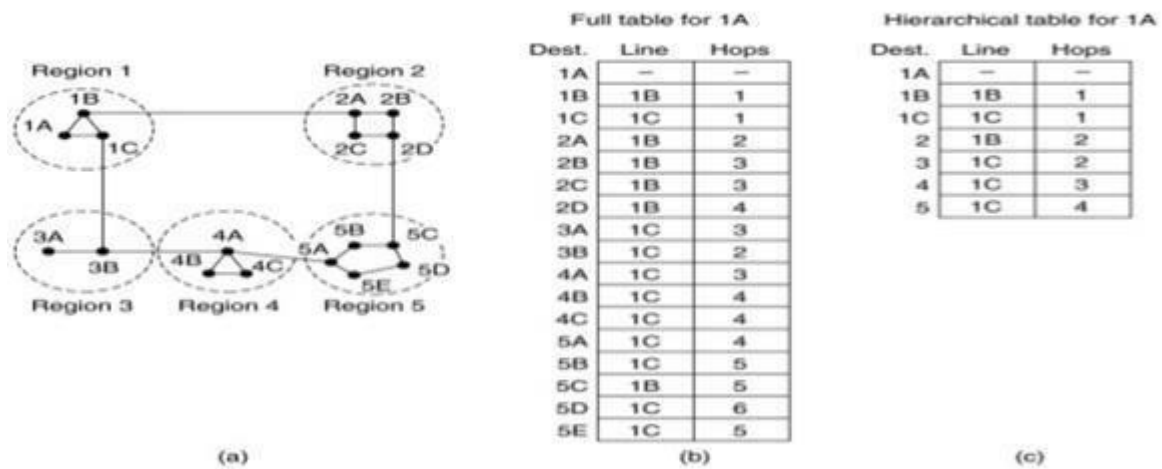 Full table for 1A
Hierarchical table for 1A
Region 1
Region 2
1B
2A 2B
1A
1C
2C
2D
3A
3B
4A
4B
4C
5A
5B
5C
5D
5E
Region 3
Region 4
Region 5
(a)
Dest. Line Hops
1A – –
1B 1B 1
1C 1C 1
2A 1B 2
2B 1B 3
2C 1B 3
2D 1B 4
3A 1C 3
3B 1C 2
4A 1C 3
4B 1C 4
4C 1C 4
5A 1C 4
5B 1C 5
5C 1B 5
5D 1C 6
5E 1C 5
(b)
Dest. Line Hops
1A – –
1B 1B 1
1C 1C 1
2 1B 2
3 1C 2
4 1C 3
5 1C 4
(c)